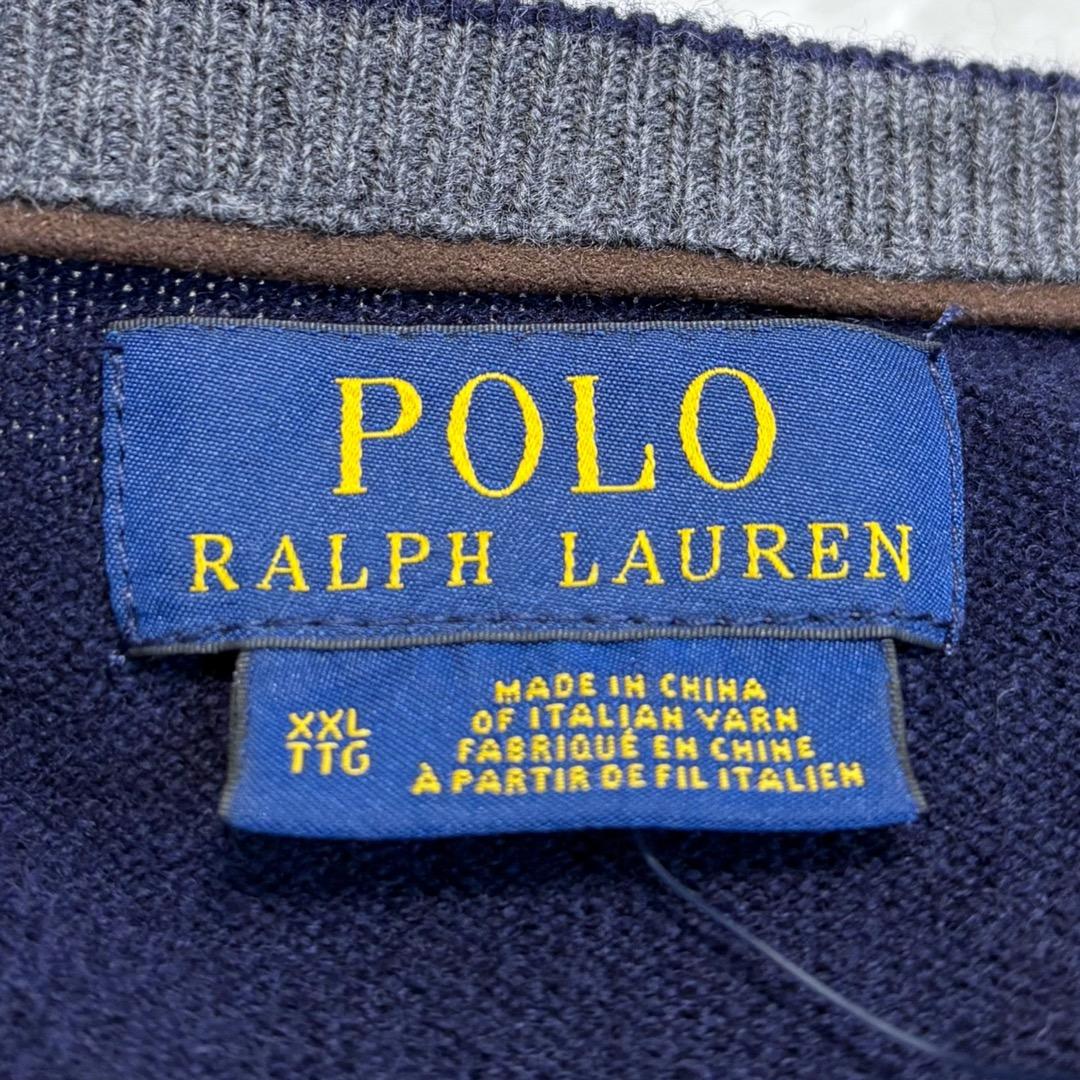 POLO
RALPH LAUREN
XXL
TTG
MADE IN CHINA
OF ITALIAN YARN
FABRIQUÉ EN CHINE
À PARTIR DE FIL ITALIEN